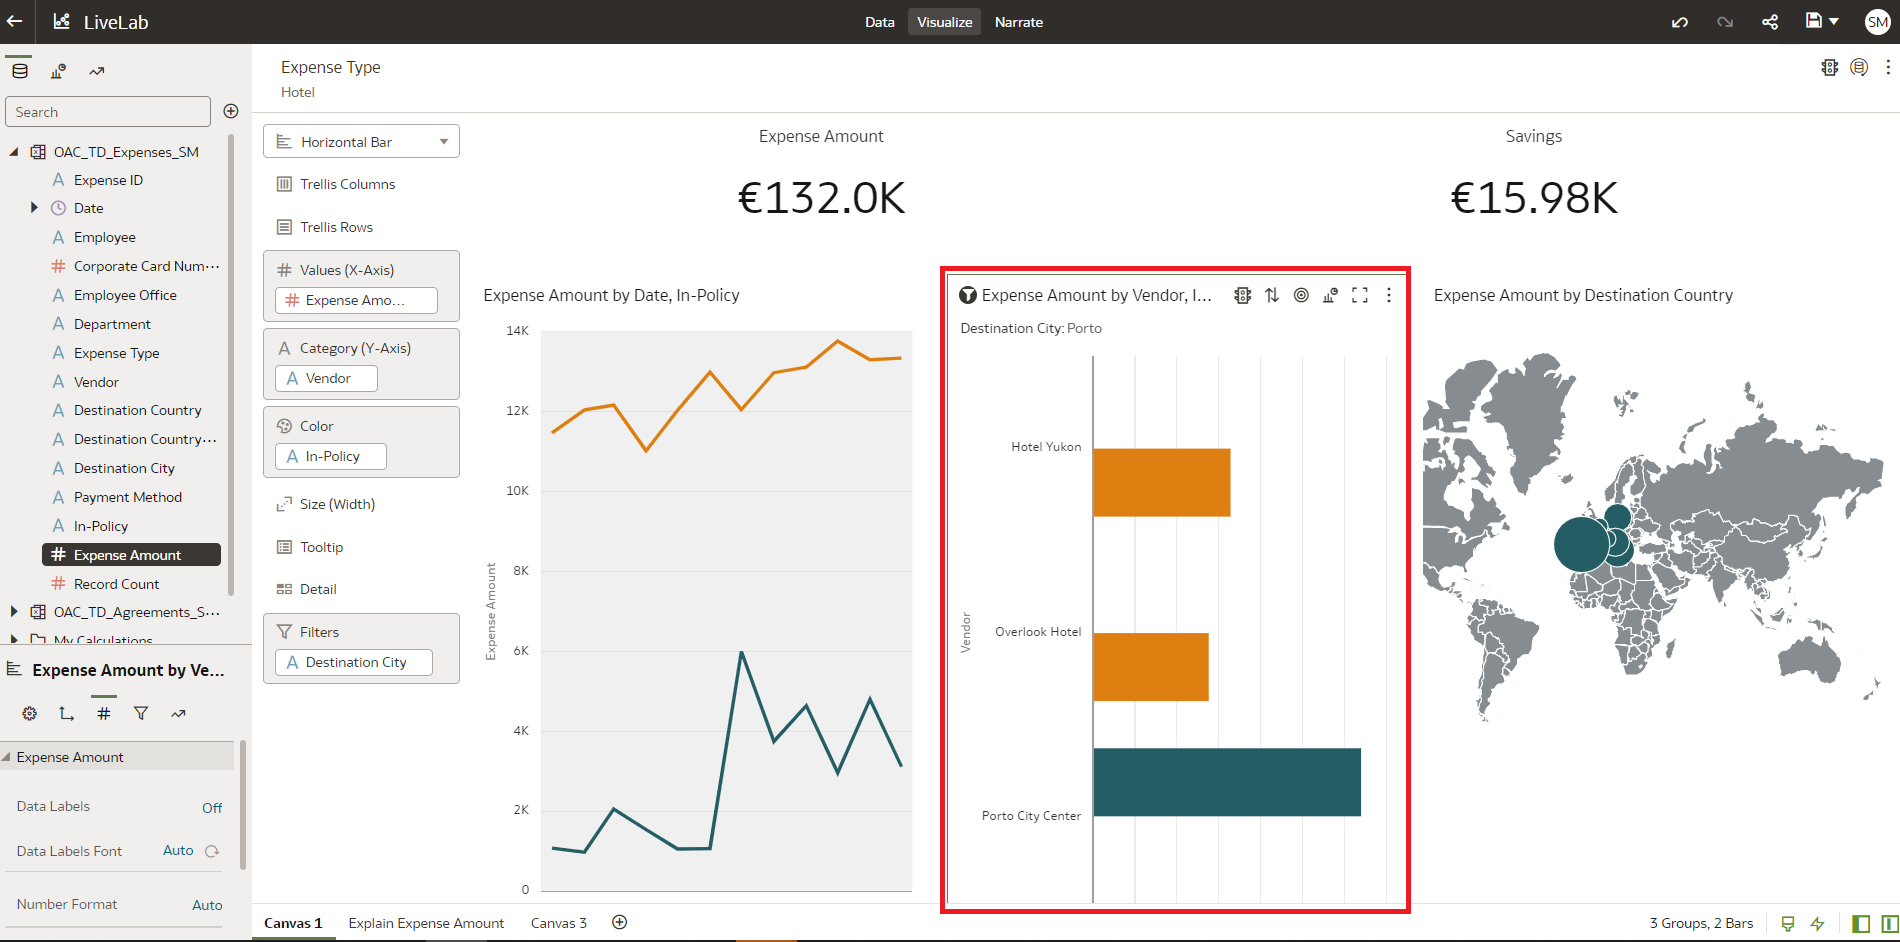 LiveLab
Data Visualize Narrate
SM
Search
OAC_TD_Expenses_SM
Expense ID
Date
Employee
Corporate Card Num...
Employee Office
Department
Expense Type
Vendor
Destination Country
Destination Country...
Destination City
Payment Method
In-Policy
Expense Amount
Record Count
OAC_TD_Agreements_S...
My Calculations
Expense Amount by Ve...
Expense Amount
Data Labels Off
Data Labels Font Auto
Number Format Auto
Expense Type
Hotel
Horizontal Bar
Trellis Columns
Trellis Rows
Values (X-Axis)
Expense Amo...
Category (Y-Axis)
Vendor
Color
In-Policy
Size (Width)
Tooltip
Detail
Filters
Destination City
Expense Amount
€132.0K
Savings
€15.98K
Expense Amount by Date, In-Policy
14K
12K
10K
8K
6K
4K
2K
0
Expense Amount
Expense Amount by Vendor, I...
Destination City: Porto
Hotel Yukon
Overlook Hotel
Porto City Center
Vendor
Expense Amount by Destination Country
Canvas 1 Explain Expense Amount Canvas 3
3 Groups, 2 Bars